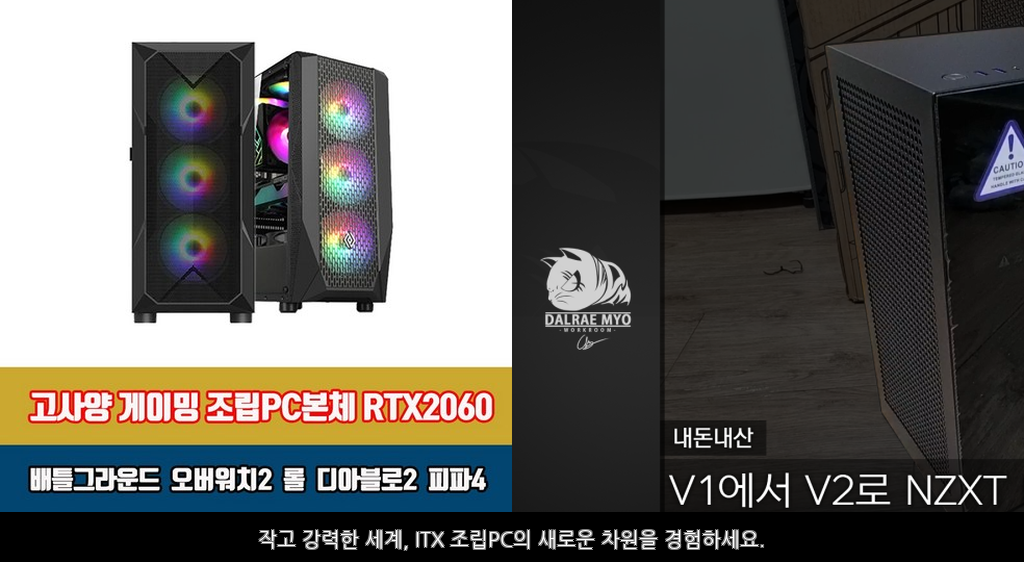 고사양 게이밍 조립PC본체 RTX2060
배틀그라운드 오버워치2 롤 디아블로2 피파4
DALRAE MYO
WORKROOM
CAUTIO
내돈내산
V1에서 V2로 NZXT
작고 강력한 세계, ITX 조립PC의 새로운 차원을 경험하세요.